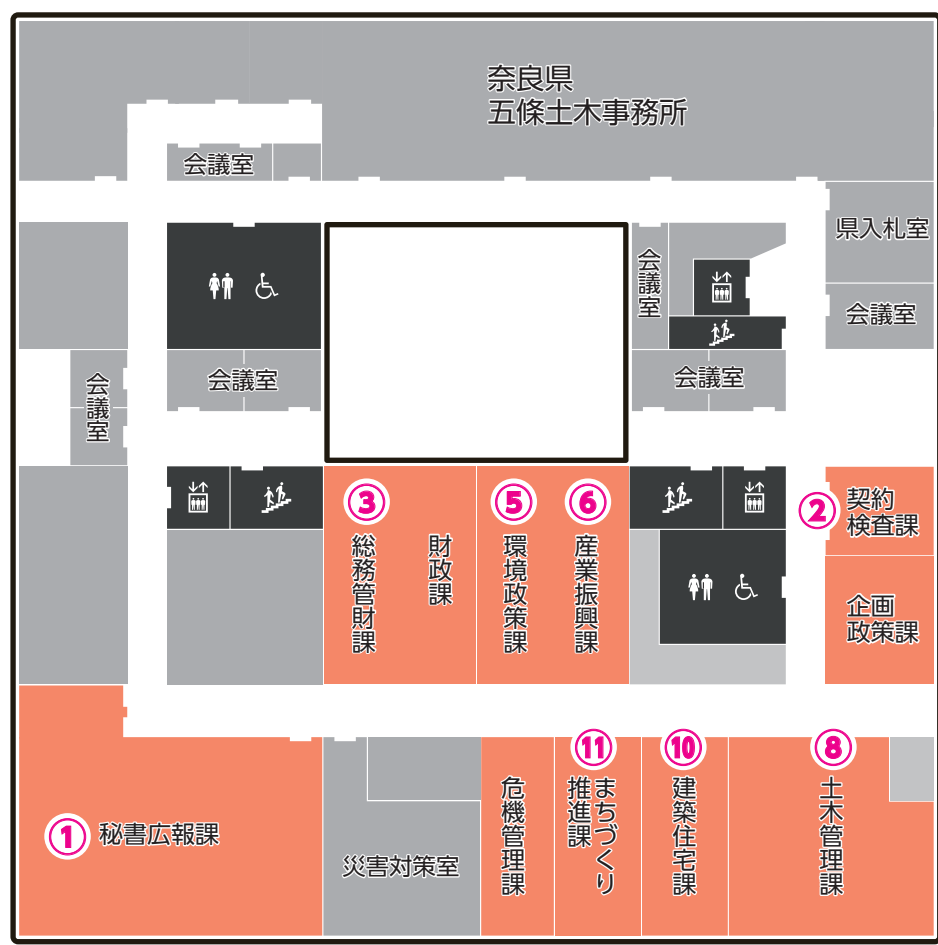 奈良県
五條土木事務所
会議室
県入札室
会議室
会議室
会議室
会議室
会議室
③
総務管財課
財政課
⑤
環境政策課
⑥
産業振興課
②
契約
検査課
企画
政策課
①
秘書広報課
災害対策室
危機管理課
⑪
まちづくり
推進課
⑩
建築住宅課
⑧
土木管理課